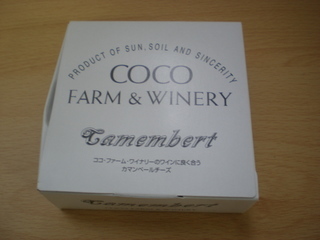 PRODUCT OF SUN, SOIL AND SINCERITY
COCO
FARM & WINERY
Camembert
ココ・ファーム・ワイナリーのワインに良く合う
カマンベールチーズ